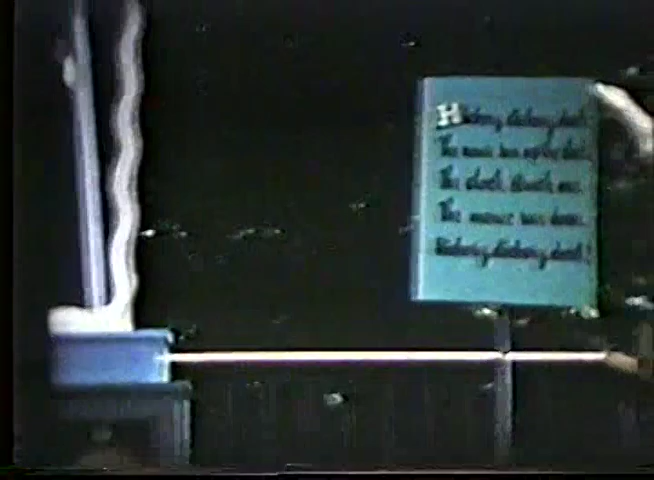 Hickory, dickory, dock!
The mouse ran up the clock.
The clock struck one.
The mouse ran down.
Hickory, dickory, dock!